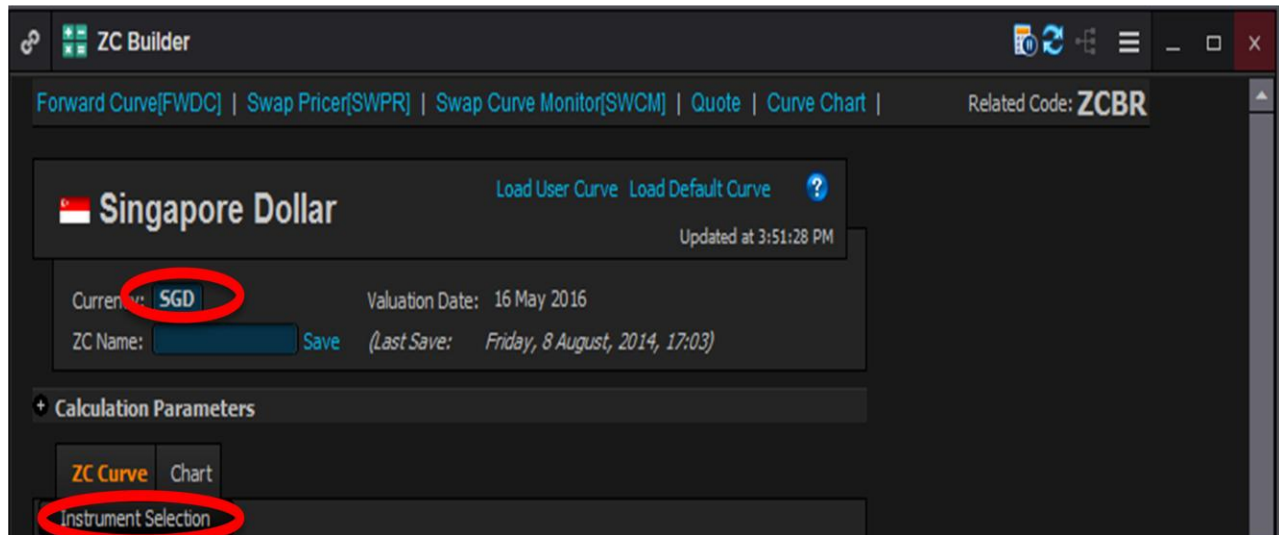 ZC Builder
Forward Curve[FWDC] | Swap Pricer[SWPR] | Swap Curve Monitor[SWCM] | Quote | Curve Chart | Related Code: ZCBR
Singapore Dollar
Load User Curve Load Default Curve ?
Updated at 3:51:28 PM
Currency: SGD Valuation Date: 16 May 2016
ZC Name: Save (Last Save: Friday, 8 August, 2014, 17:03)
+ Calculation Parameters
ZC Curve Chart
Instrument Selection